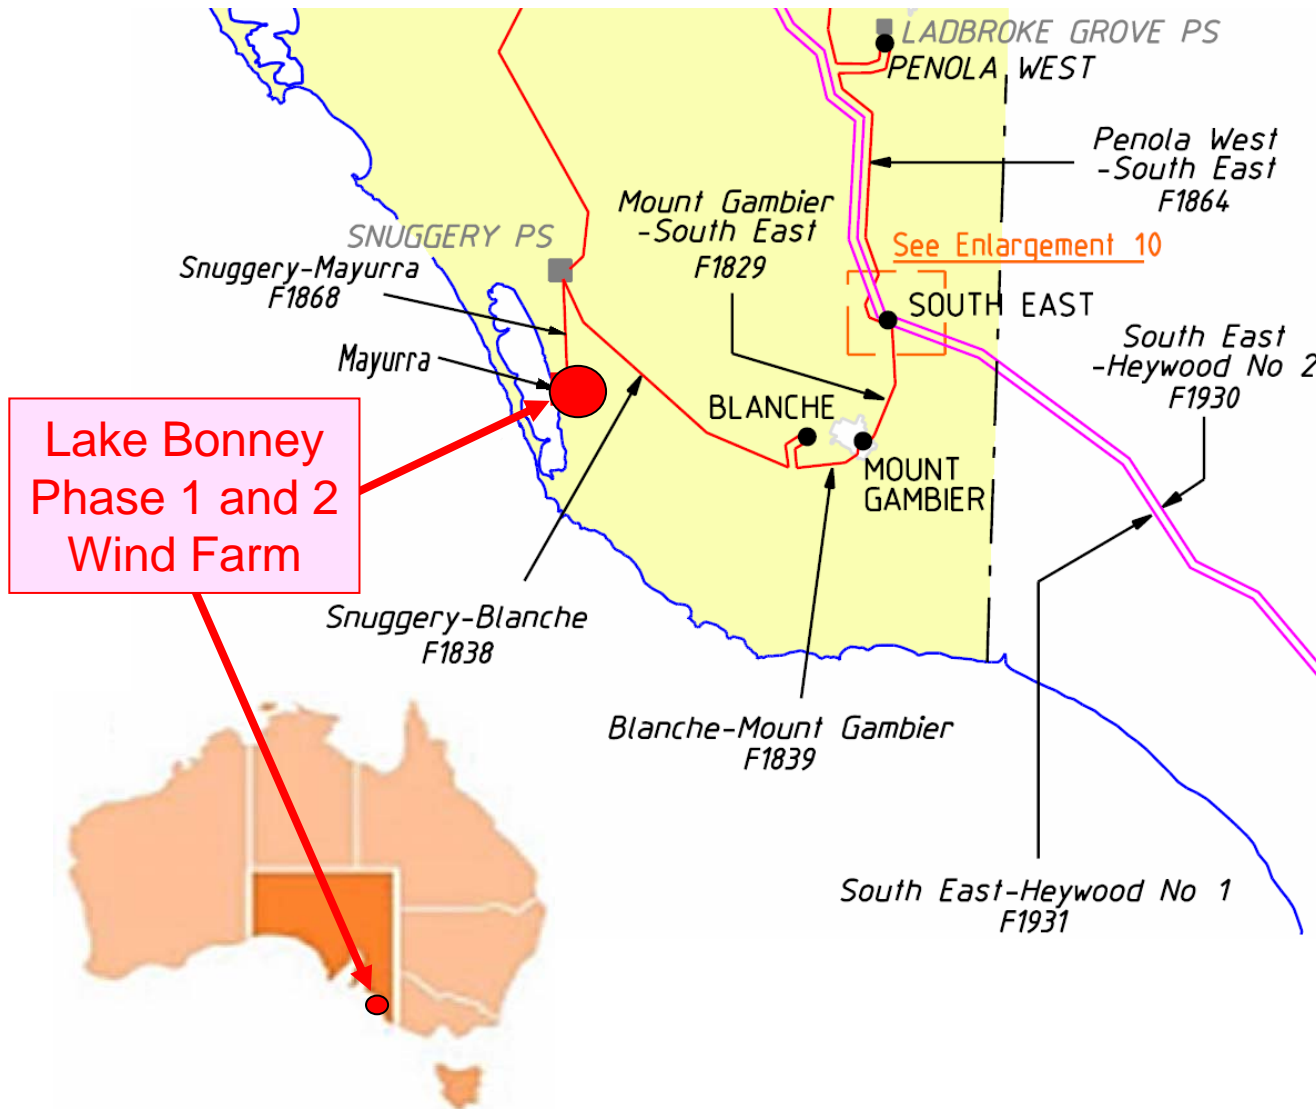 LADBROKE GROVE PS
PENOLA WEST
Penola West
-South East
F1864
Mount Gambier
-South East
F1829
SNUGGERY PS
See Enlargement 10
Snuggery-Mayurra
F1868
SOUTH EAST
South East
-Heywood No 2
F1930
Mayurra
BLANCHE
MOUNT
GAMBIER
Lake Bonney
Phase 1 and 2
Wind Farm
Snuggery-Blanche
F1838
Blanche-Mount Gambier
F1839
South East-Heywood No 1
F1931